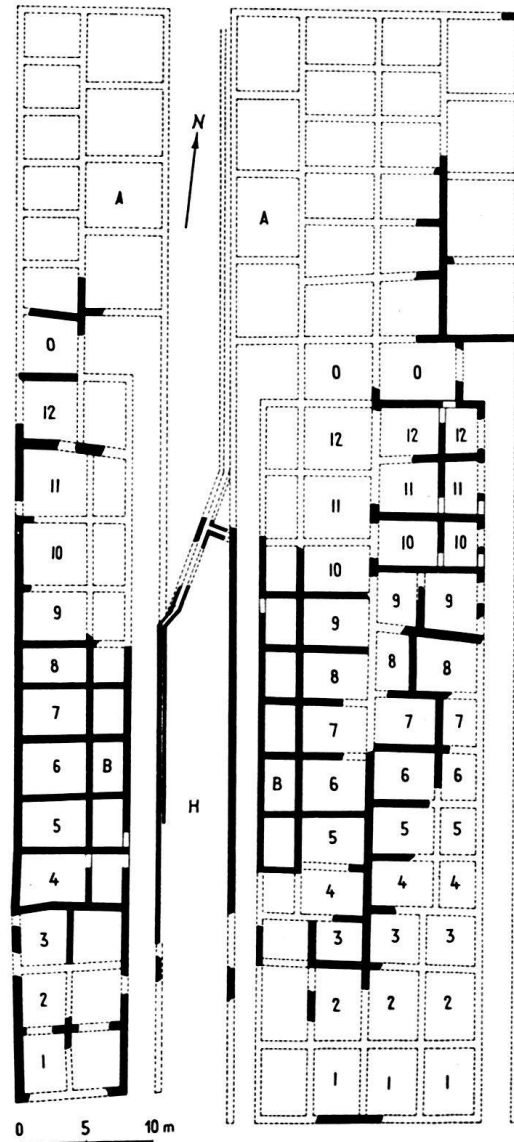 N
A A
0 0 0
12 12 12 12
11 11 11 11
10 10 10 10
9 9 9 9
8 8 8 8
7 7 7 7
6 B B 6 6 6
H
5 5 5 5
4 4 4 4
3 3 3 3
2 2 2 2
1 1 1 1
0 5 10 m